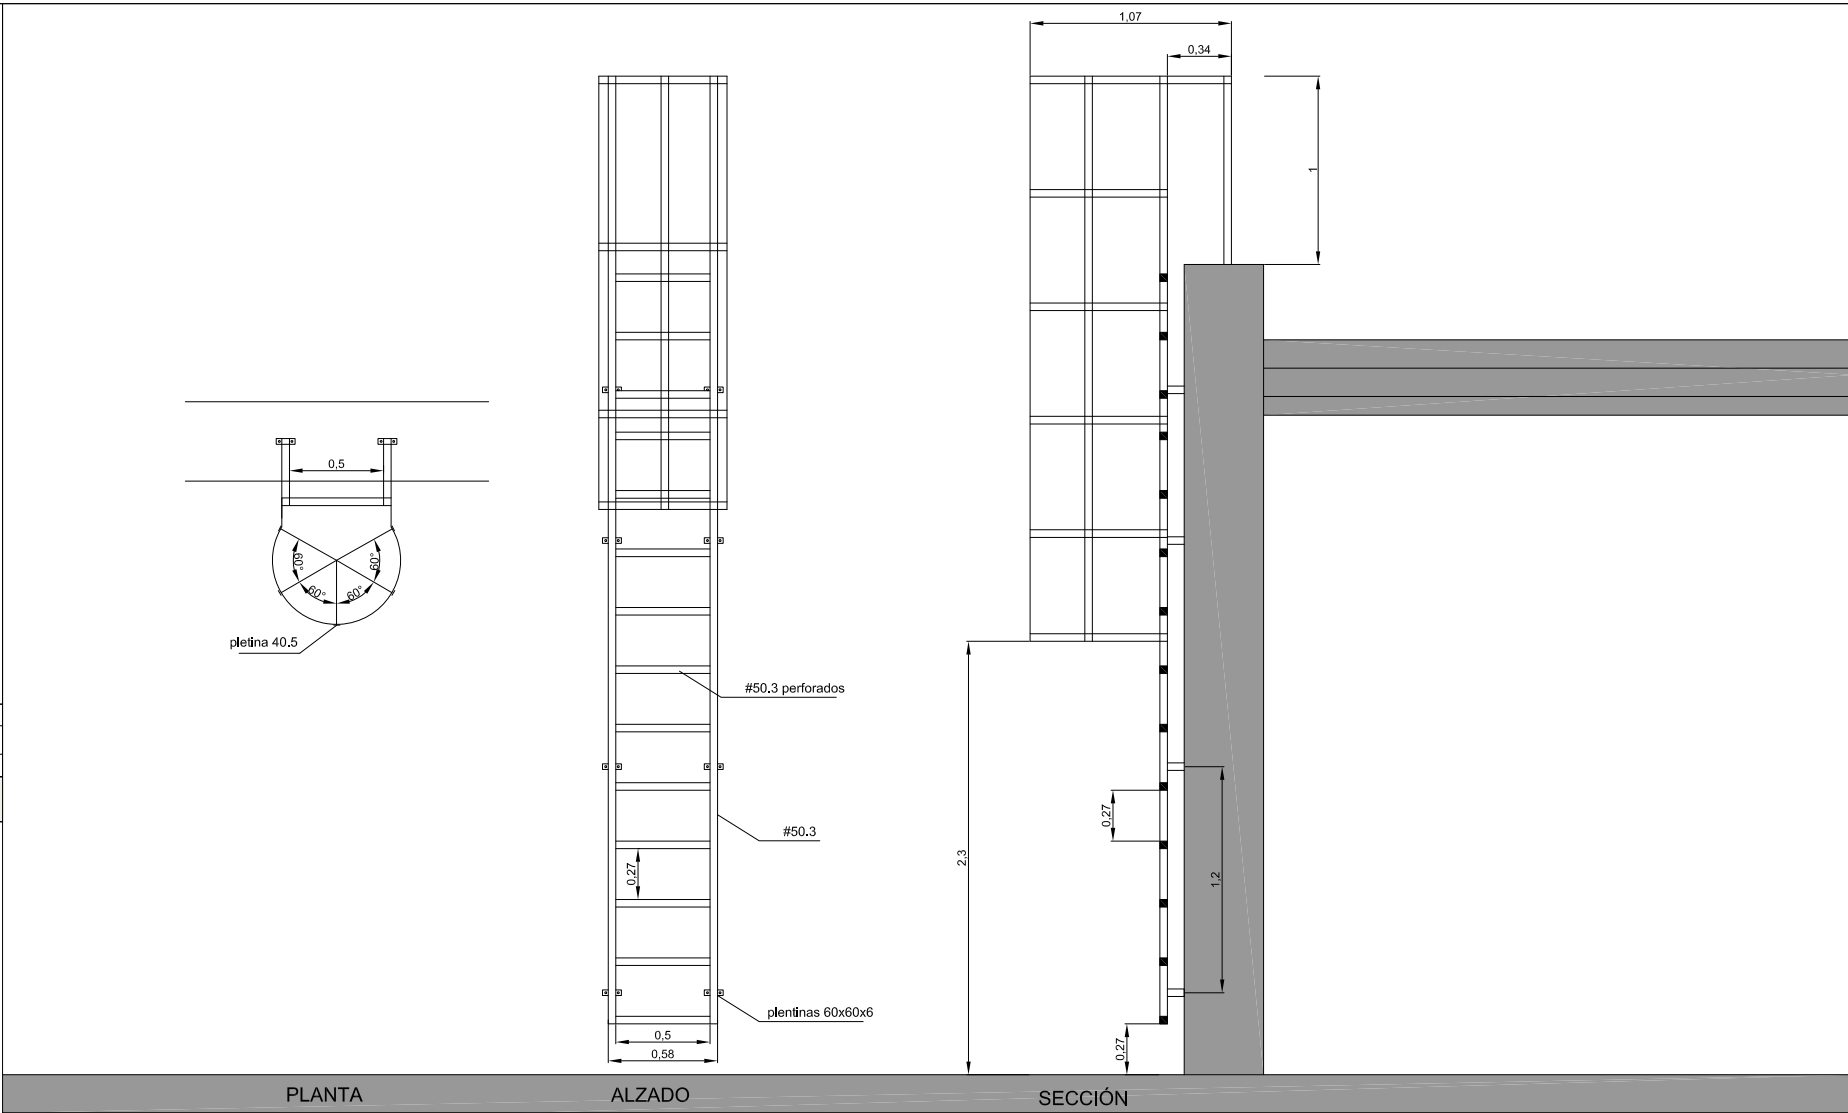 1,07
0,34
1
0,5
60°
60°
60°
60°
pletina 40.5
#50.3 perforados
#50.3
0,27
plentinas 60x60x6
0,5
0,58
2,3
0,27
1,2
0,27
PLANTA
ALZADO
SECCIÓN